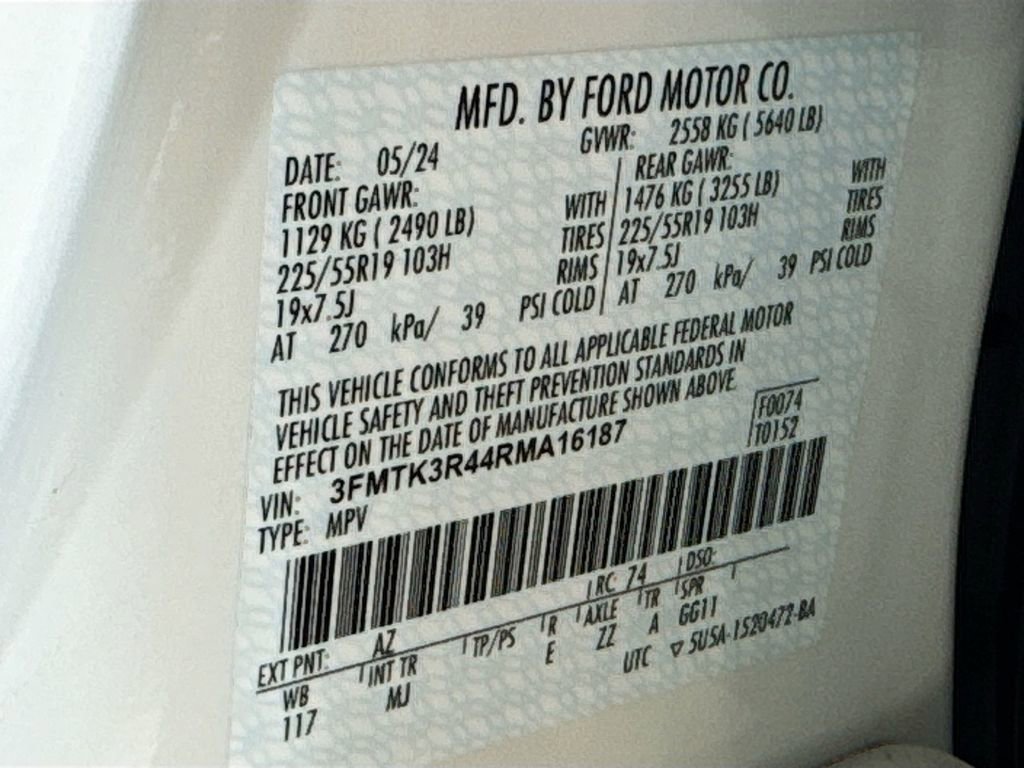 MFD. BY FORD MOTOR CO.
DATE: 05/24 GVWR: 2558 KG ( 5640 LB)
FRONT GAWR: REAR GAWR:
1129 KG ( 2490 LB) WITH 1476 KG ( 3255 LB) WITH
225/55R19 103H TIRES 225/55R19 103H TIRES
19x7.5J RIMS 19x7.5J RIMS
AT 270 kPa/ 39 PSI COLD AT 270 kPa/ 39 PSI COLD
THIS VEHICLE CONFORMS TO ALL APPLICABLE FEDERAL MOTOR
VEHICLE SAFETY AND THEFT PREVENTION STANDARDS IN
EFFECT ON THE DATE OF MANUFACTURE SHOWN ABOVE.
VIN: 3FMTK3R44RMA16187 F0074
TYPE: MPV T0152
EXT PNT: AZ RC: 74 DSO:
WB INT TR TP/PS R AXLE TR SPR
117 MJ E ZZ A GG11
UTC ▽ 5U5A-1520472-BA